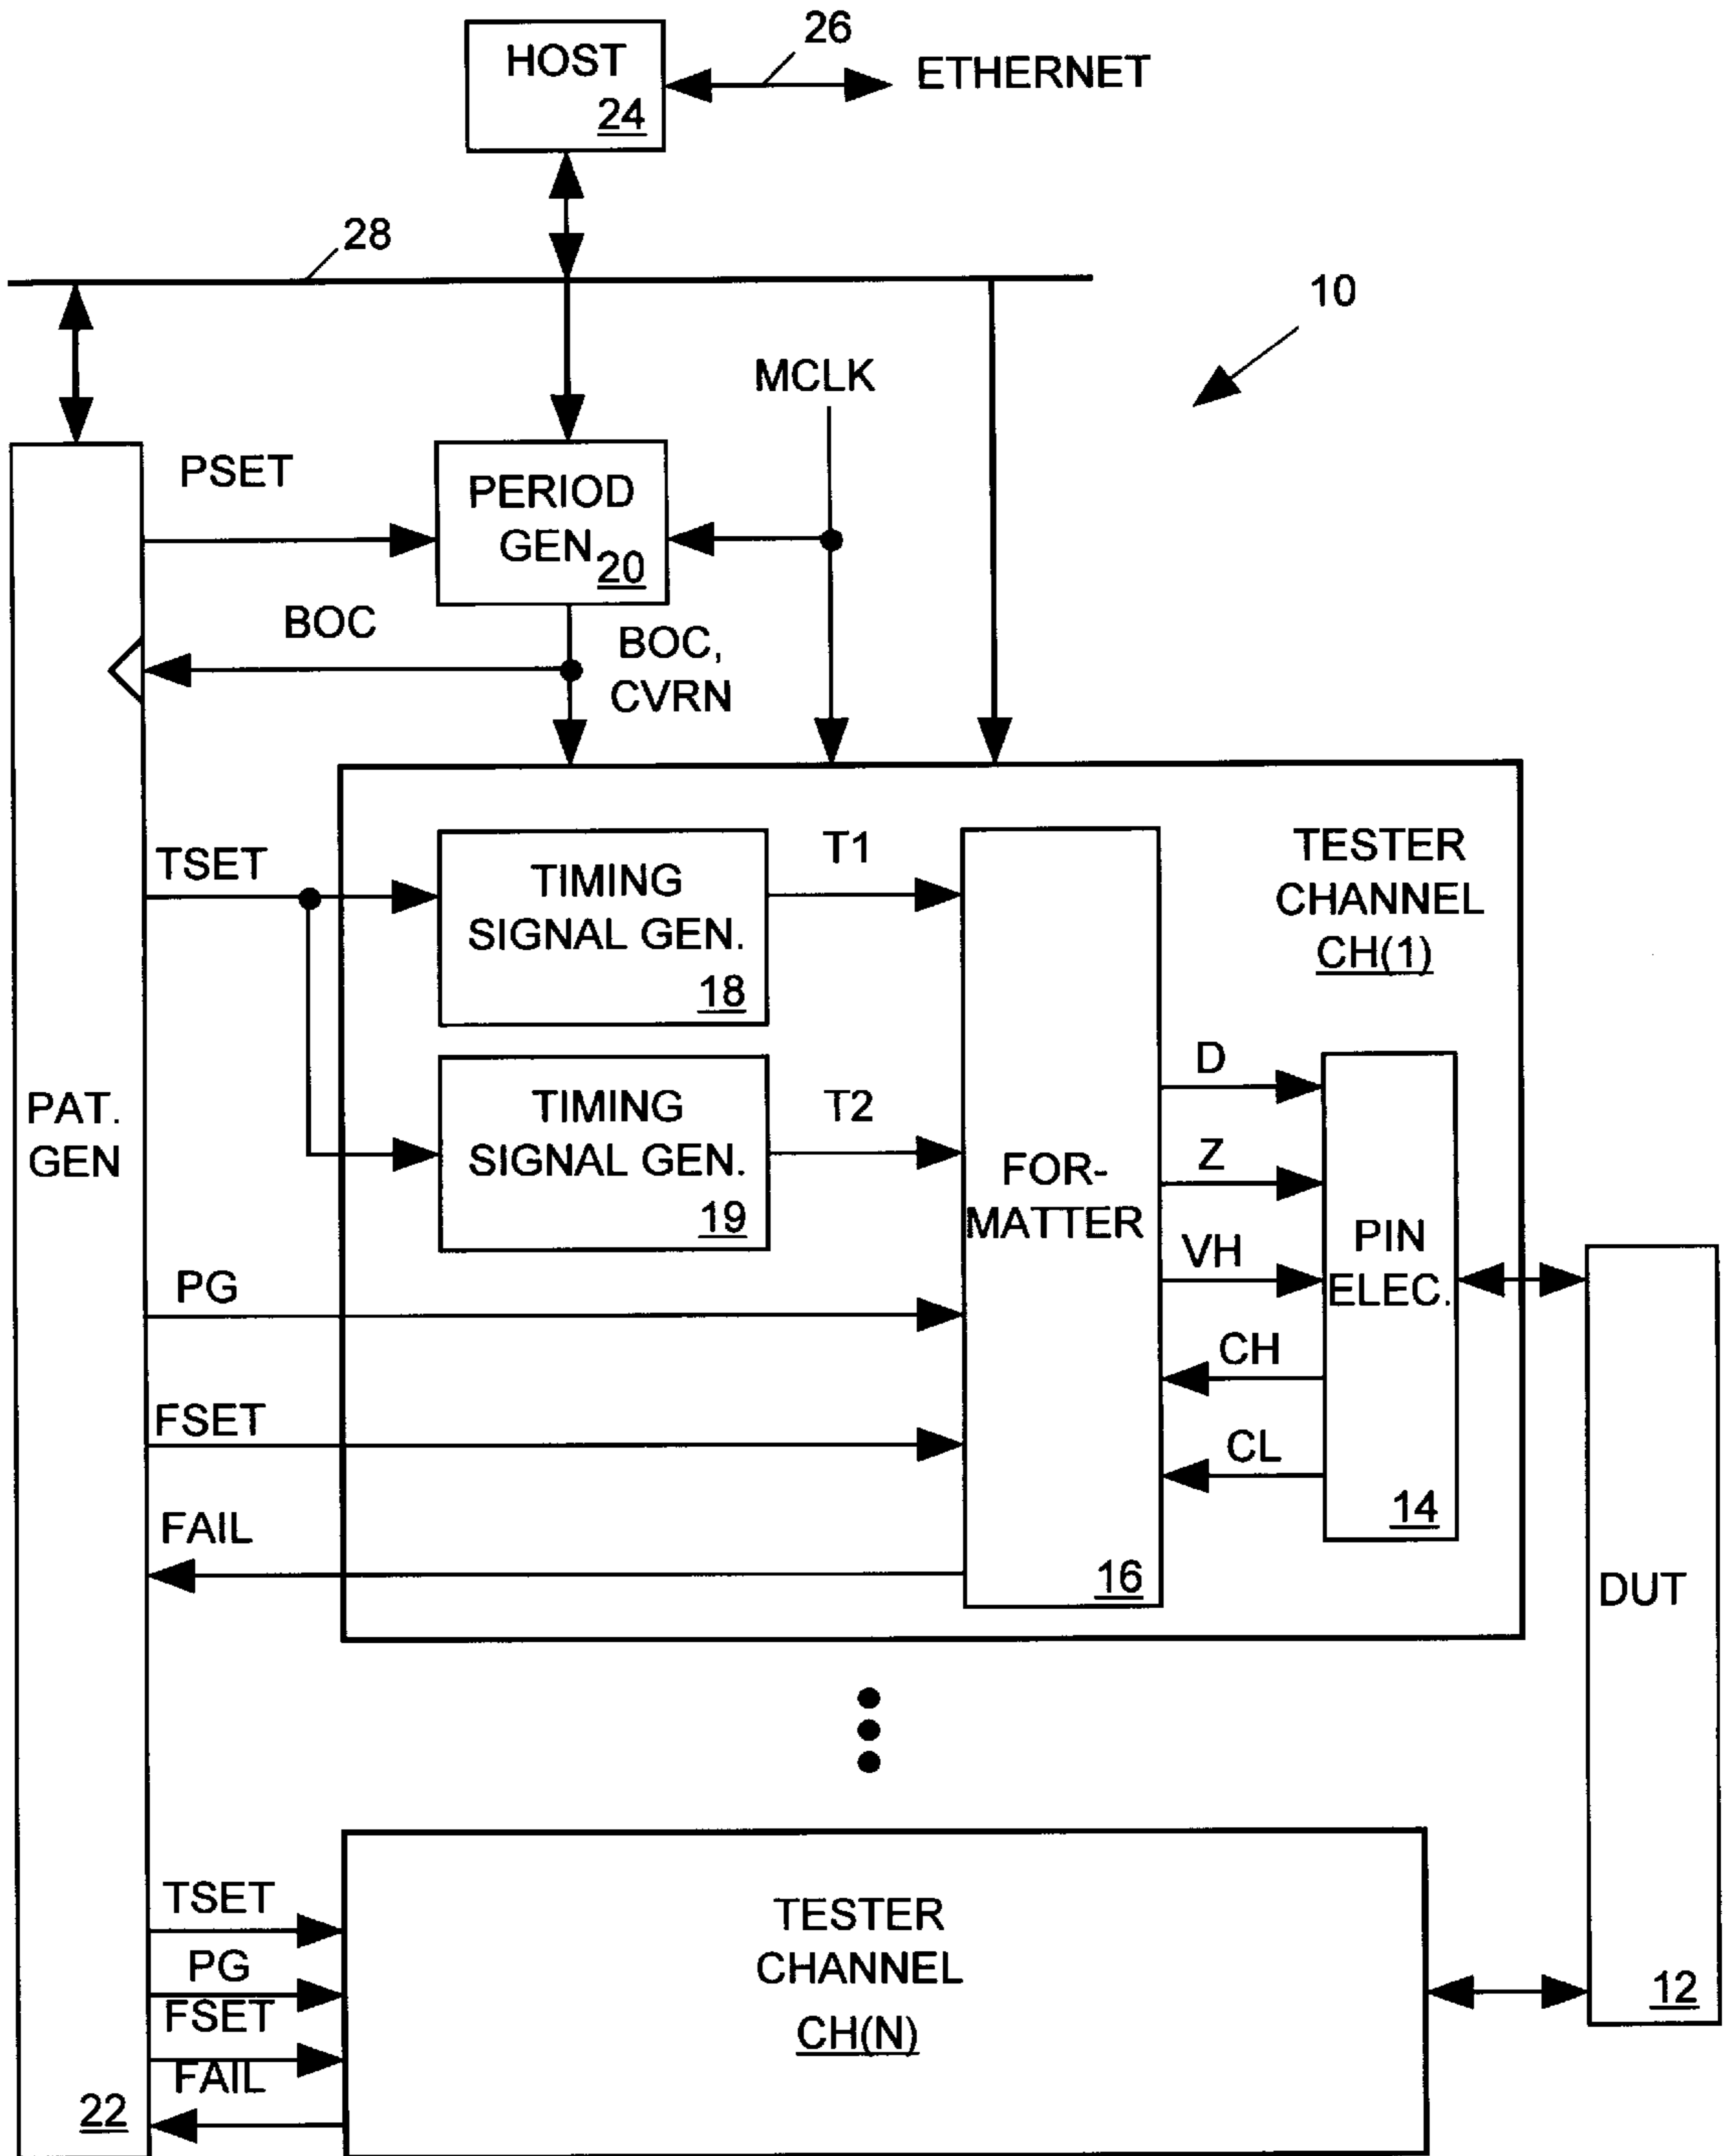 26
HOST
24
ETHERNET
28
10
MCLK
PSET
PERIOD
GEN
20
BOC
BOC,
CVRN
TSET
TIMING
SIGNAL GEN.
18
T1
TESTER
CHANNEL
CH(1)
TIMING
SIGNAL GEN.
19
T2
PAT.
GEN
FOR-
MATTER
16
D
Z
VH
CH
CL
PIN
ELEC.
14
PG
FSET
FAIL
DUT
12
TSET
PG
FSET
FAIL
22
TESTER
CHANNEL
CH(N)